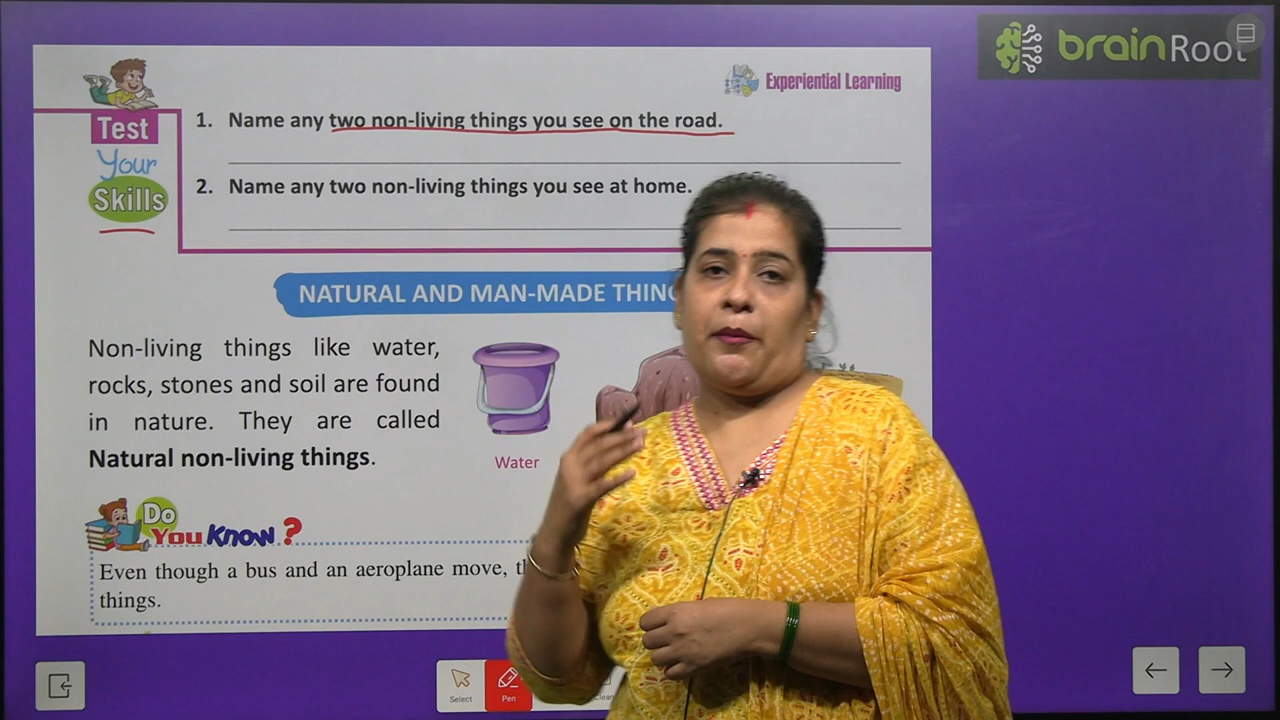 brainRoot
Experiential Learning
Test
Your
Skills
1. Name any two non-living things you see on the road.
2. Name any two non-living things you see at home.
NATURAL AND MAN-MADE
Non-living things like water,
rocks, stones and soil are found
in nature. They are called
Natural non-living things.
Water
Do
You Know?
Even though a bus and an aeroplane move,
things.
Select
Pen